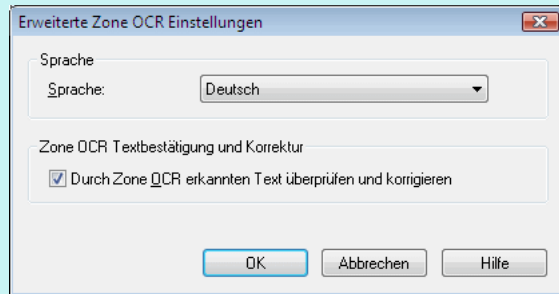 Erweiterte Zone OCR Einstellungen
Sprache
Sprache:
Deutsch
Zone OCR Textbestätigung und Korrektur
Durch Zone OCR erkannten Text überprüfen und korrigieren
OK
Abbrechen
Hilfe